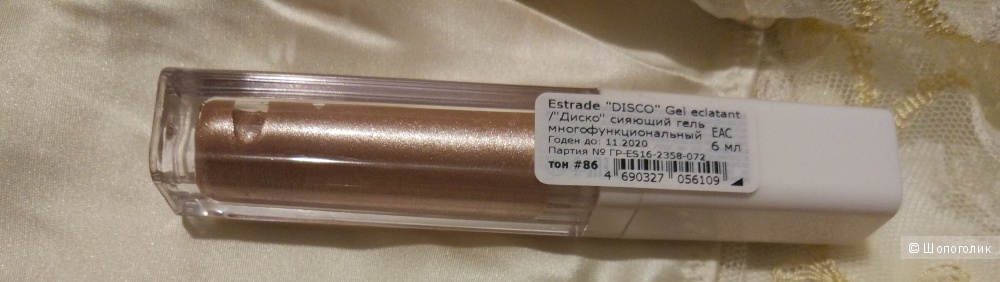 Estrade "DISCO" Gel eclatant
/"Диско" сияющий гель
многофункциональный EAC
Годен до: 11.2020 6 мл
Партия № ГР-ES16-2358-072
тон #86
4 690327 056109
© Шопоголик